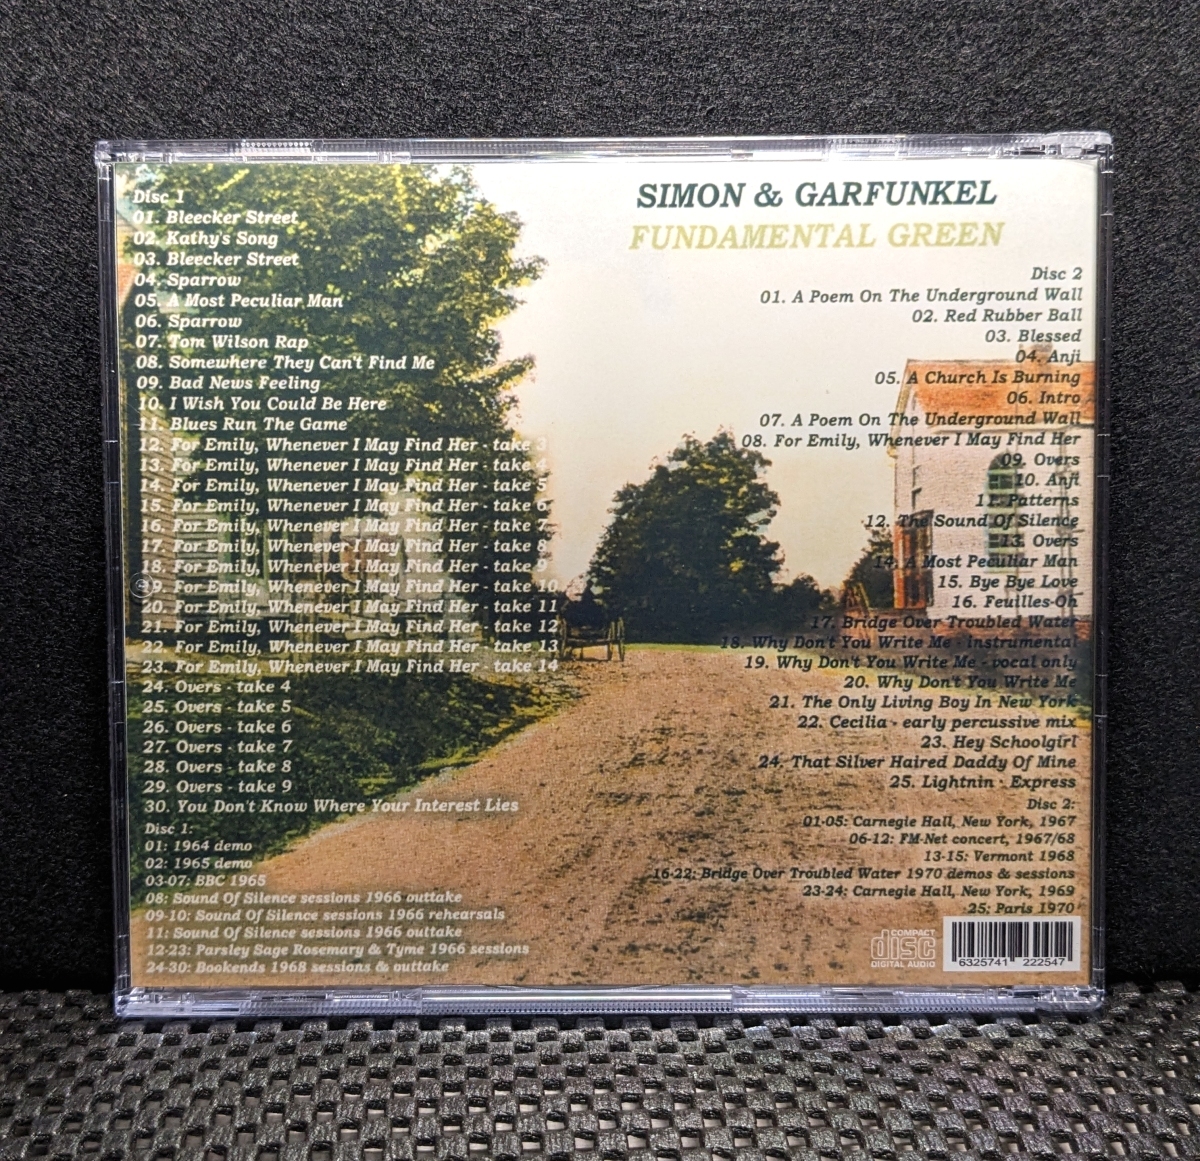 Disc 1
01. Bleecker Street
02. Kathy's Song
03. Bleecker Street
04. Sparrow
05. A Most Peculiar Man
06. Sparrow
07. Tom Wilson Rap
08. Somewhere They Can't Find Me
09. Bad News Feeling
10. I Wish You Could Be Here
11. Blues Run The Game
12. For Emily, Whenever I May Find Her - take 3
13. For Emily, Whenever I May Find Her - take 4
14. For Emily, Whenever I May Find Her - take 5
15. For Emily, Whenever I May Find Her - take 6
16. For Emily, Whenever I May Find Her - take 7
17. For Emily, Whenever I May Find Her - take 8
18. For Emily, Whenever I May Find Her - take 9
19. For Emily, Whenever I May Find Her - take 10
20. For Emily, Whenever I May Find Her - take 11
21. For Emily, Whenever I May Find Her - take 12
22. For Emily, Whenever I May Find Her - take 13
23. For Emily, Whenever I May Find Her - take 14
24. Overs - take 4
25. Overs - take 5
26. Overs - take 6
27. Overs - take 7
28. Overs - take 8
29. Overs - take 9
30. You Don't Know Where Your Interest Lies
Disc 1:
01: 1964 demo
02: 1965 demo
03-07: BBC 1965
08: Sound Of Silence sessions 1966 outtake
09-10: Sound Of Silence sessions 1966 rehearsals
11: Sound Of Silence sessions 1966 outtake
12-23: Parsley Sage Rosemary & Tyme 1966 sessions
24-30: Bookends 1968 sessions & outtake
SIMON & GARFUNKEL
FUNDAMENTAL GREEN
Disc 2
01. A Poem On The Underground Wall
02. Red Rubber Ball
03. Blessed
04. Anji
05. A Church Is Burning
06. Intro
07. A Poem On The Underground Wall
08. For Emily, Whenever I May Find Her
09. Overs
10. Anji
11. Patterns
12. The Sound Of Silence
13. Overs
14. A Most Peculiar Man
15. Bye Bye Love
16. Feuilles-Oh
17. Bridge Over Troubled Water
18. Why Don't You Write Me - instrumental
19. Why Don't You Write Me - vocal only
20. Why Don't You Write Me
21. The Only Living Boy In New York
22. Cecilia - early percussive mix
23. Hey Schoolgirl
24. That Silver Haired Daddy Of Mine
25. Lightnin - Express
Disc 2:
01-05: Carnegie Hall, New York, 1967
06-12: FM-Net concert, 1967/68
13-15: Vermont 1968
16-22: Bridge Over Troubled Water 1970 demos & sessions
23-24: Carnegie Hall, New York, 1969
25: Paris 1970
COMPACT
disc
DIGITAL AUDIO
6325741 222547